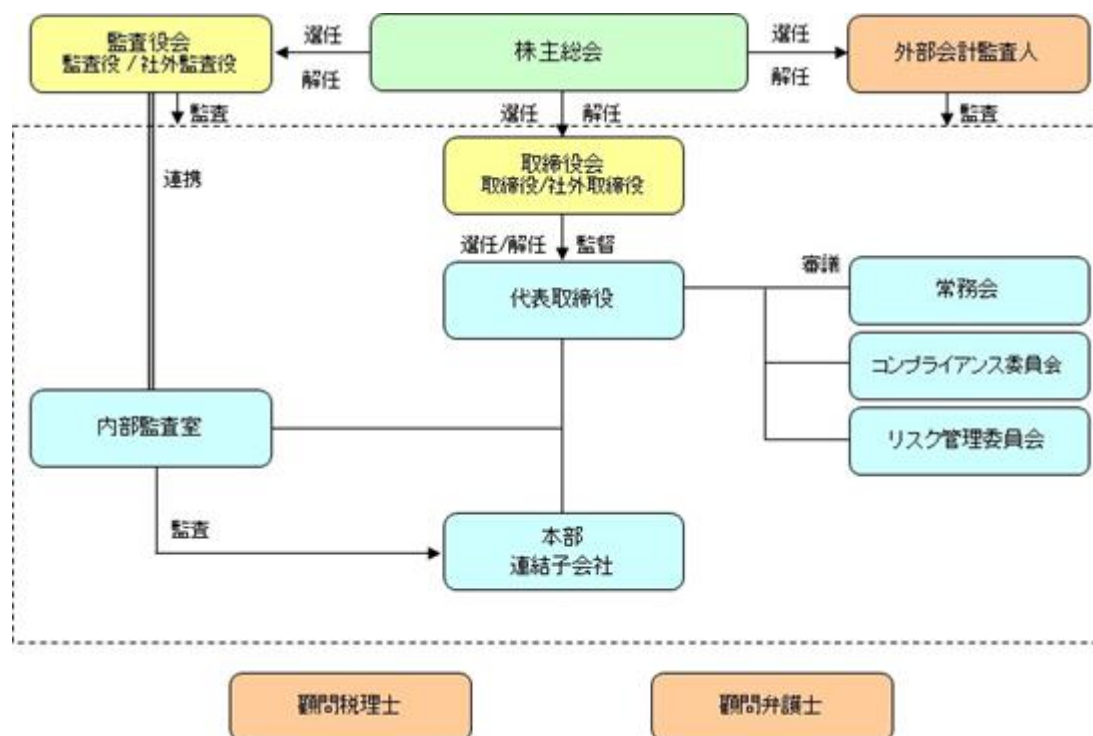 監査役会
監査役/社外監査役
選任
解任
株主総会
選任
解任
外部会計監査人
監査
選任
解任
監査
取締役会
取締役/社外取締役
連携
選任/解任
監督
代表取締役
審議
常務会
コンプライアンス委員会
内部監査室
リスク管理委員会
監査
本部
連結子会社
顧問税理士
顧問弁護士